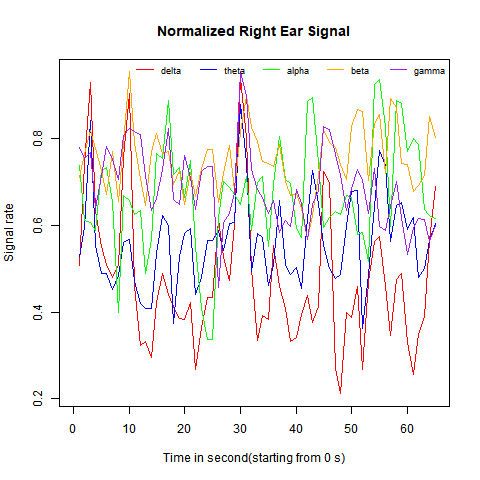 Normalized Right Ear Signal
delta theta alpha beta gamma
Signal rate
0.8
0.6
0.4
0.2
0 10 20 30 40 50 60
Time in second(starting from 0 s)